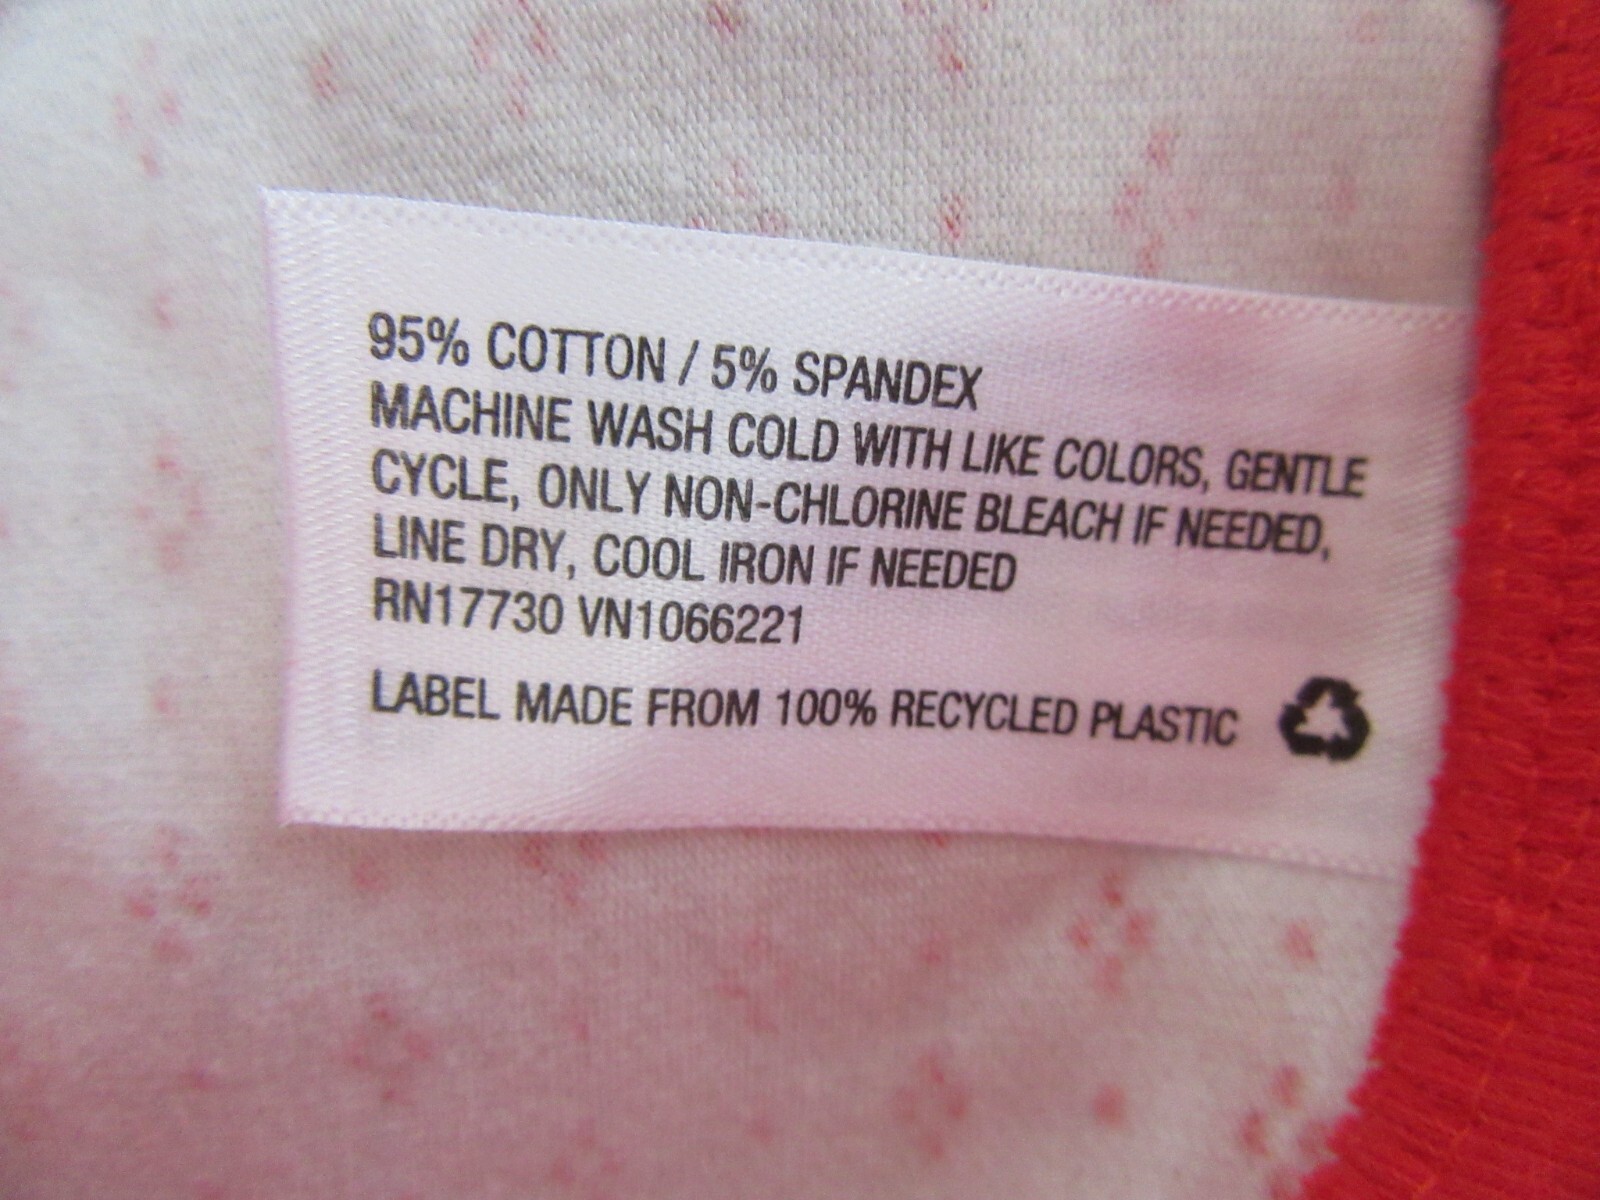 95% COTTON / 5% SPANDEX
MACHINE WASH COLD WITH LIKE COLORS, GENTLE
CYCLE, ONLY NON-CHLORINE BLEACH IF NEEDED,
LINE DRY, COOL IRON IF NEEDED
RN17730 VN1066221
LABEL MADE FROM 100% RECYCLED PLASTIC